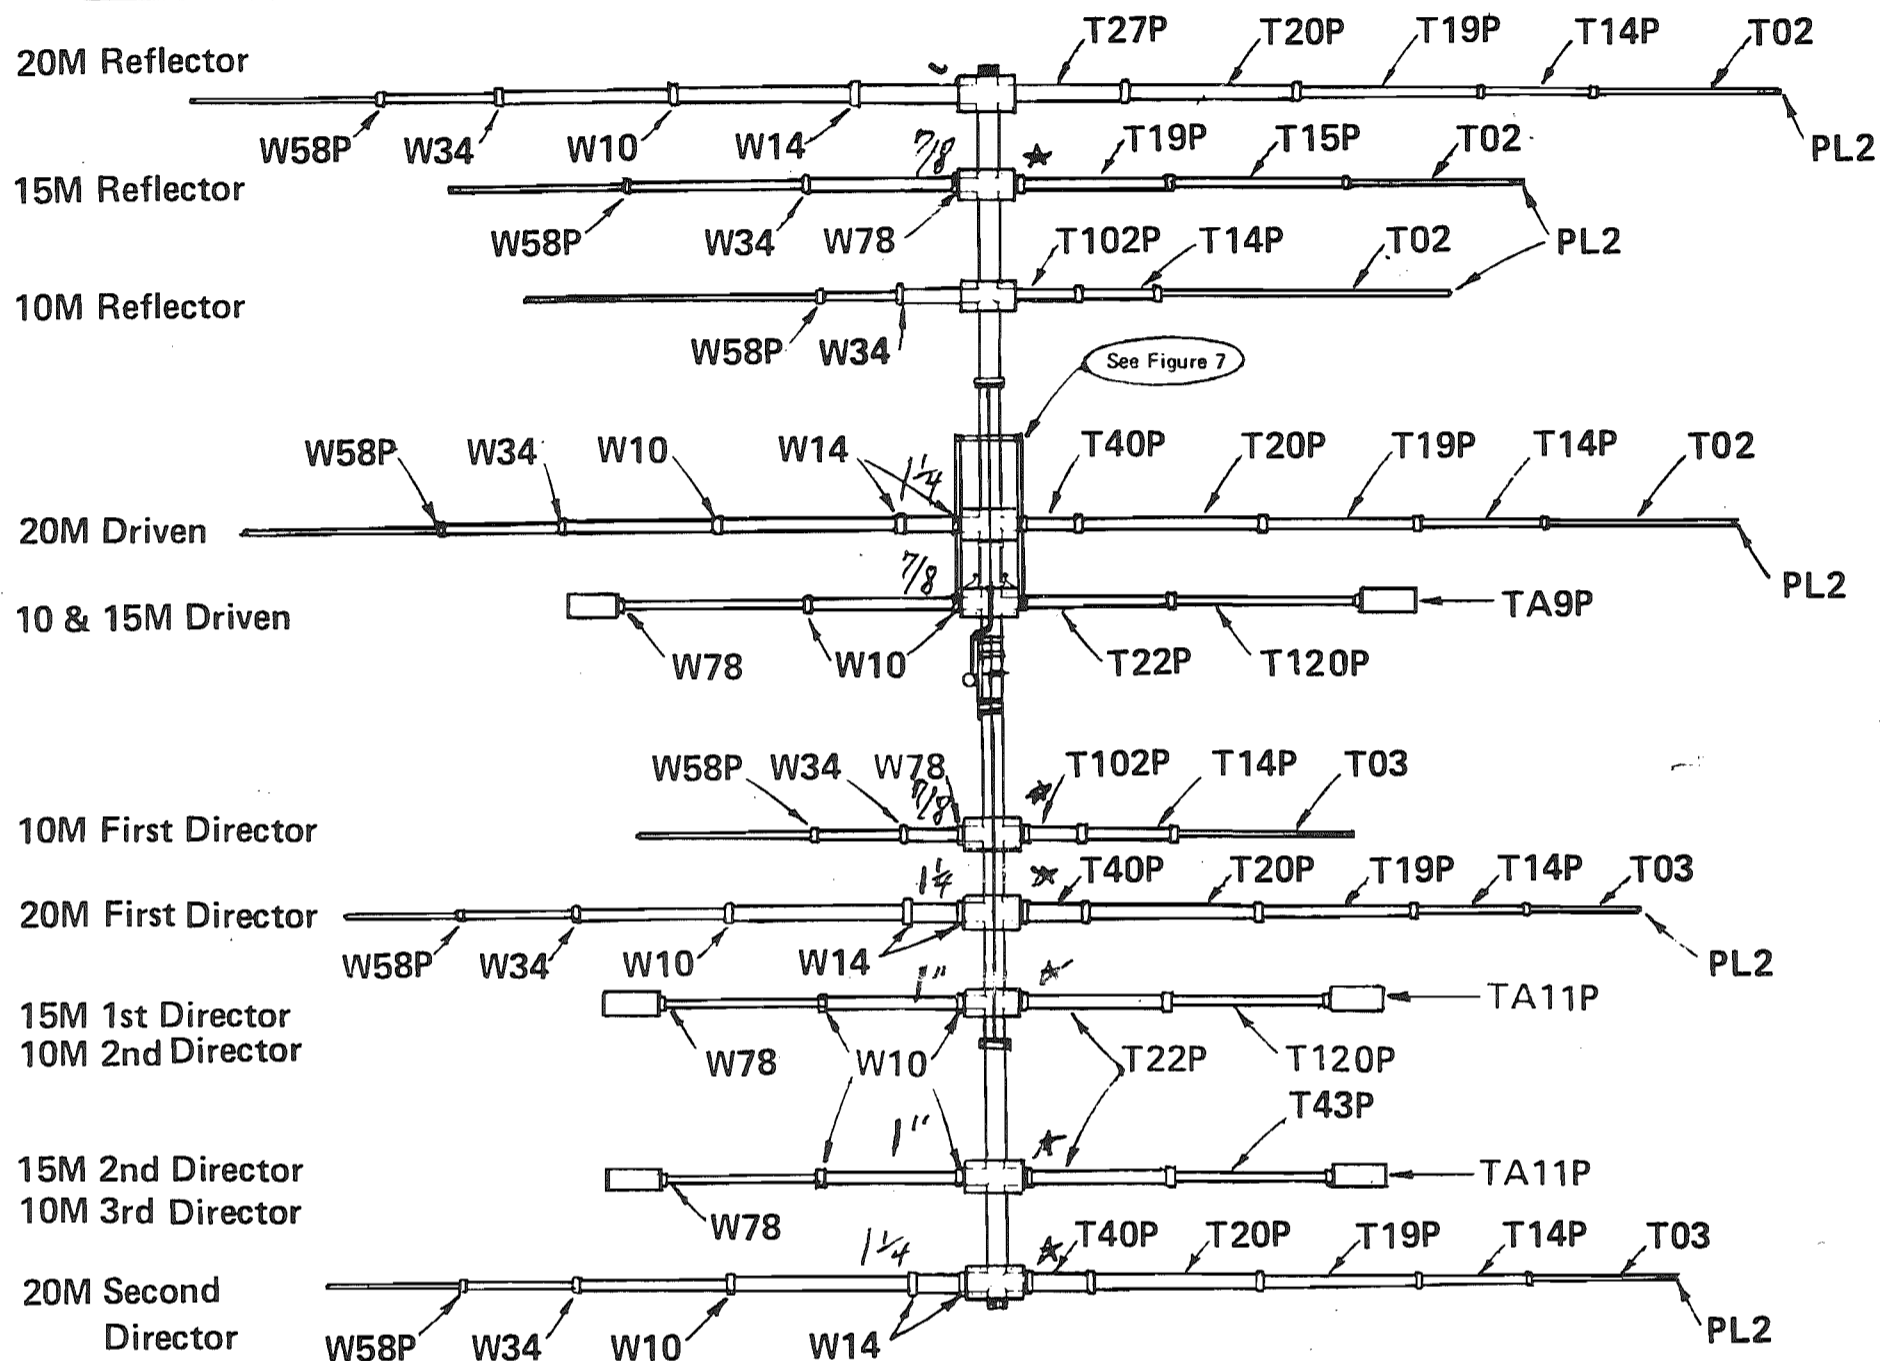 T27P T20P T19P T14P T02
20M Reflector
W58P W34 W10 W14 PL2
7/8 T19P T15P T02
15M Reflector
W58P W34 W78 T102P T14P T02 PL2
10M Reflector
W58P W34
See Figure 7
W58P W34 W10 W14 1 1/4 T40P T20P T19P T14P T02
20M Driven
PL2
7/8
10 & 15M Driven TA9P
W78 W10 T22P T120P
W58P W34 W78 T102P T14P T03
7/8
10M First Director
1 1/4 T40P T20P T19P T14P T03
20M First Director
W58P W34 W10 W14 PL2
1"
15M 1st Director TA11P
10M 2nd Director W78 W10 T22P T120P
T43P
1"
15M 2nd Director TA11P
10M 3rd Director W78
1 1/4 T40P T20P T19P T14P T03
20M Second
Director W58P W34 W10 W14 PL2